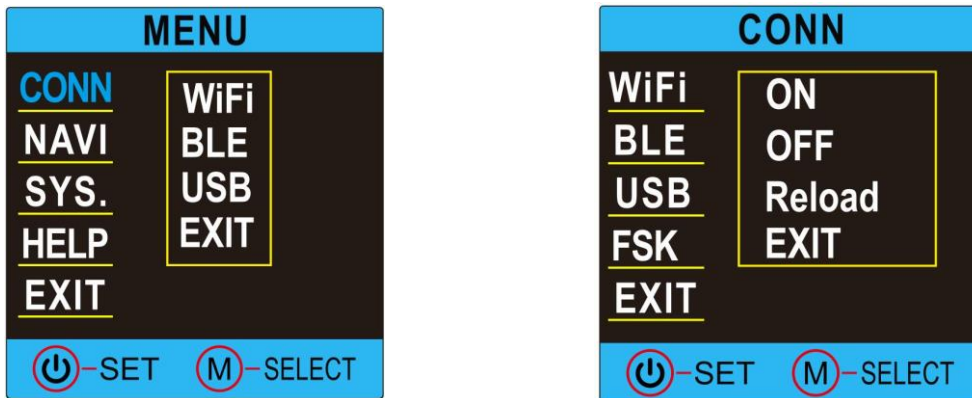 MENU
CONN
NAVI
SYS.
HELP
EXIT
WiFi
BLE
USB
EXIT
-SET M-SELECT
CONN
WiFi
BLE
USB
FSK
EXIT
ON
OFF
Reload
EXIT
-SET M-SELECT